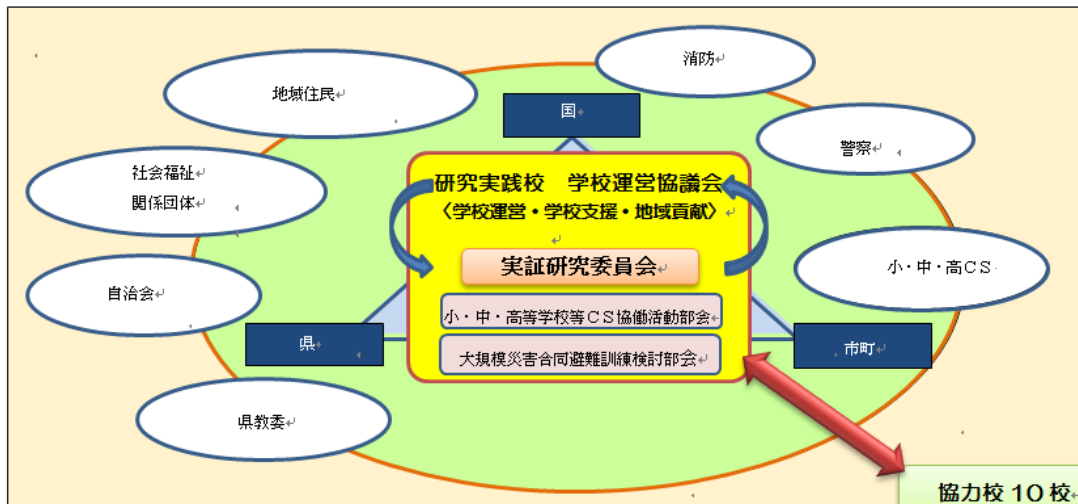 消防
地域住民
国
警察
社会福祉
関係団体
研究実践校　学校運営協議会
〈学校運営・学校支援・地域貢献〉
実証研究委員会
小・中・高CS
自治会
小・中・高等学校等CS協働活動部会
県
市町
大規模災害合同避難訓練検討部会
県教委
協力校10校